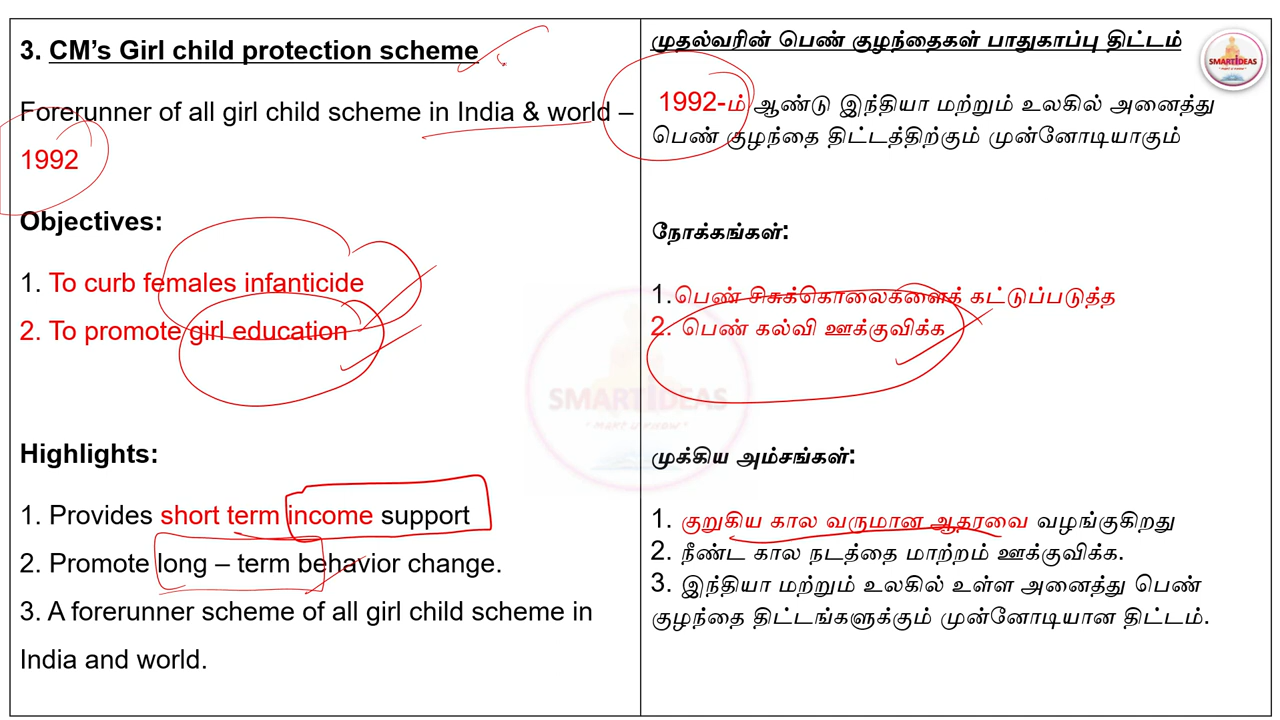 3. CM's Girl child protection scheme
Forerunner of all girl child scheme in India & world –
1992
Objectives:
1. To curb females infanticide
2. To promote girl education
Highlights:
1. Provides short term income support
2. Promote long – term behavior change.
3. A forerunner scheme of all girl child scheme in
India and world.
முதல்வரின் பெண் குழந்தைகள் பாதுகாப்பு திட்டம்
1992-ம் ஆண்டு இந்தியா மற்றும் உலகில் அனைத்து
பெண் குழந்தை திட்டத்திற்கும் முன்னோடியாகும்
நோக்கங்கள்:
1.பெண் சிசுக்கொலைகளைக் கட்டுப்படுத்த
2. பெண் கல்வி ஊக்குவிக்க
முக்கிய அம்சங்கள்:
1. குறுகிய கால வருமான ஆதரவை வழங்குகிறது
2. நீண்ட கால நடத்தை மாற்றம் ஊக்குவிக்க.
3. இந்தியா மற்றும் உலகில் உள்ள அனைத்து பெண்
குழந்தை திட்டங்களுக்கும் முன்னோடியான திட்டம்.
SMARTIDEAS
SMARTIDEAS
"MAKE U KNOW"